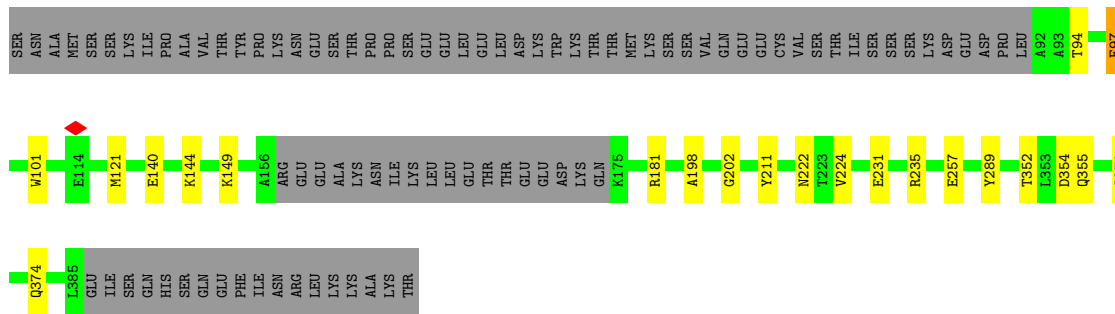 SER ASN ALA MET SER SER LYS ILE PRO ALA VAL THR TYR PRO LYS ASN GLU SER THR PRO PRO SER GLU GLU LEU GLU LEU ASP LYS TRP LYS THR THR MET LYS SER SER VAL GLN GLU GLU CYS VAL SER THR ILE SER SER SER LYS ASP GLU ASP PRO LEU A92 A93 T94
W101 E114 M121 E140 K144 K149 A156 ARG GLU GLU ALA LYS ASN ILE LYS LEU LEU GLU THR THR GLU GLU ASP LYS GLN K175 R181 A198 G202 Y211 N222 T223 V224 E231 R235 E257 Y289 T352 L353 D354 Q355
Q374 L385 GLU ILE SER GLN HIS SER GLN GLU PHE ILE ASN ARG LEU LYS LYS ALA LYS THR